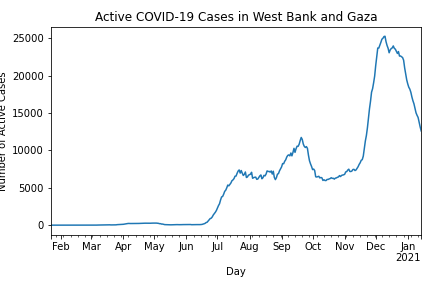 Active COVID-19 Cases in West Bank and Gaza
Number of Active Cases
25000
20000
15000
10000
5000
0
Feb Mar Apr May Jun Jul Aug Sep Oct Nov Dec Jan
2021
Day